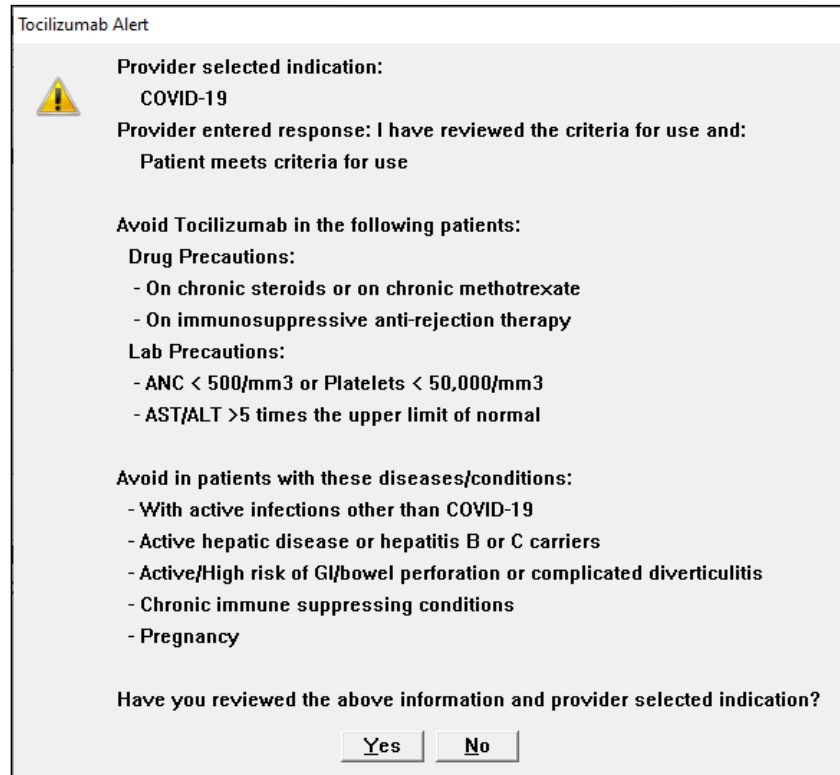 Tocilizumab Alert
Provider selected indication:
COVID-19
Provider entered response: I have reviewed the criteria for use and:
Patient meets criteria for use
Avoid Tocilizumab in the following patients:
Drug Precautions:
- On chronic steroids or on chronic methotrexate
- On immunosuppressive anti-rejection therapy
Lab Precautions:
- ANC < 500/mm3 or Platelets < 50,000/mm3
- AST/ALT >5 times the upper limit of normal
Avoid in patients with these diseases/conditions:
- With active infections other than COVID-19
- Active hepatic disease or hepatitis B or C carriers
- Active/High risk of GI/bowel perforation or complicated diverticulitis
- Chronic immune suppressing conditions
- Pregnancy
Have you reviewed the above information and provider selected indication?
Yes No